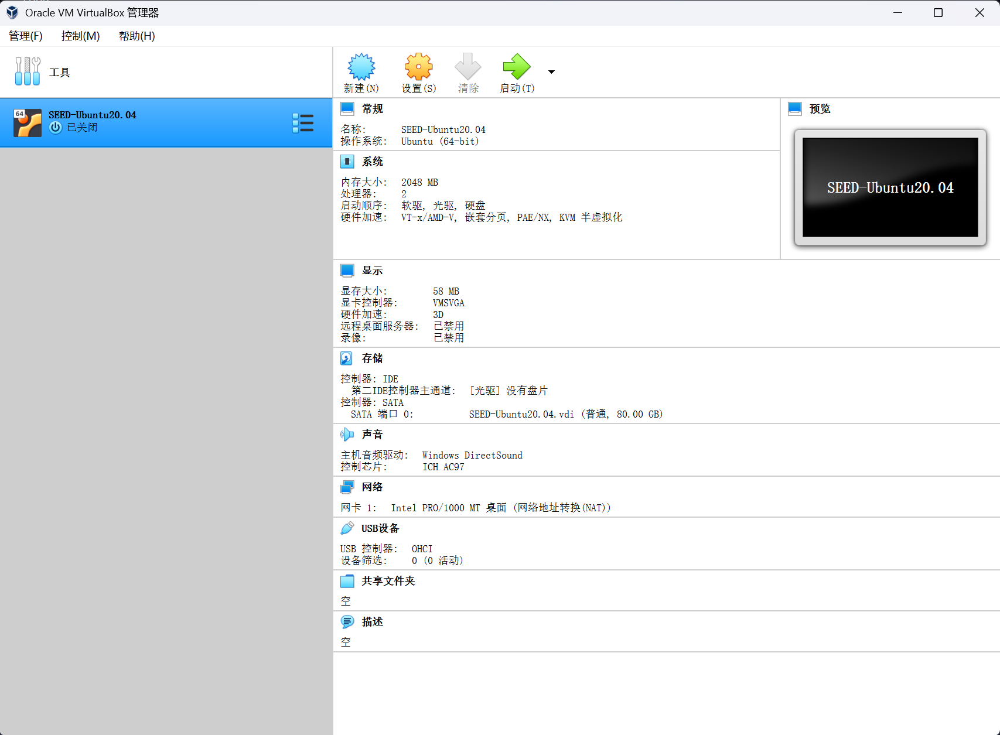 Oracle VM VirtualBox 管理器
管理(F) 控制(M) 帮助(H)
工具
新建(N) 设置(S) 清除 启动(T)
64
SEED-Ubuntu20.04
已关闭
常规
名称: SEED-Ubuntu20.04
操作系统: Ubuntu (64-bit)
系统
内存大小: 2048 MB
处理器: 2
启动顺序: 软驱, 光驱, 硬盘
硬件加速: VT-x/AMD-V, 嵌套分页, PAE/NX, KVM 半虚拟化
预览
SEED-Ubuntu20.04
显示
显存大小: 58 MB
显卡控制器: VMSVGA
硬件加速: 3D
远程桌面服务器: 已禁用
录像: 已禁用
存储
控制器: IDE
第二IDE控制器主通道: [光驱] 没有盘片
控制器: SATA
SATA 端口 0: SEED-Ubuntu20.04.vdi (普通, 80.00 GB)
声音
主机音频驱动: Windows DirectSound
控制芯片: ICH AC97
网络
网卡 1: Intel PRO/1000 MT 桌面 (网络地址转换(NAT))
USB设备
USB 控制器: OHCI
设备筛选: 0 (0 活动)
共享文件夹
空
描述
空